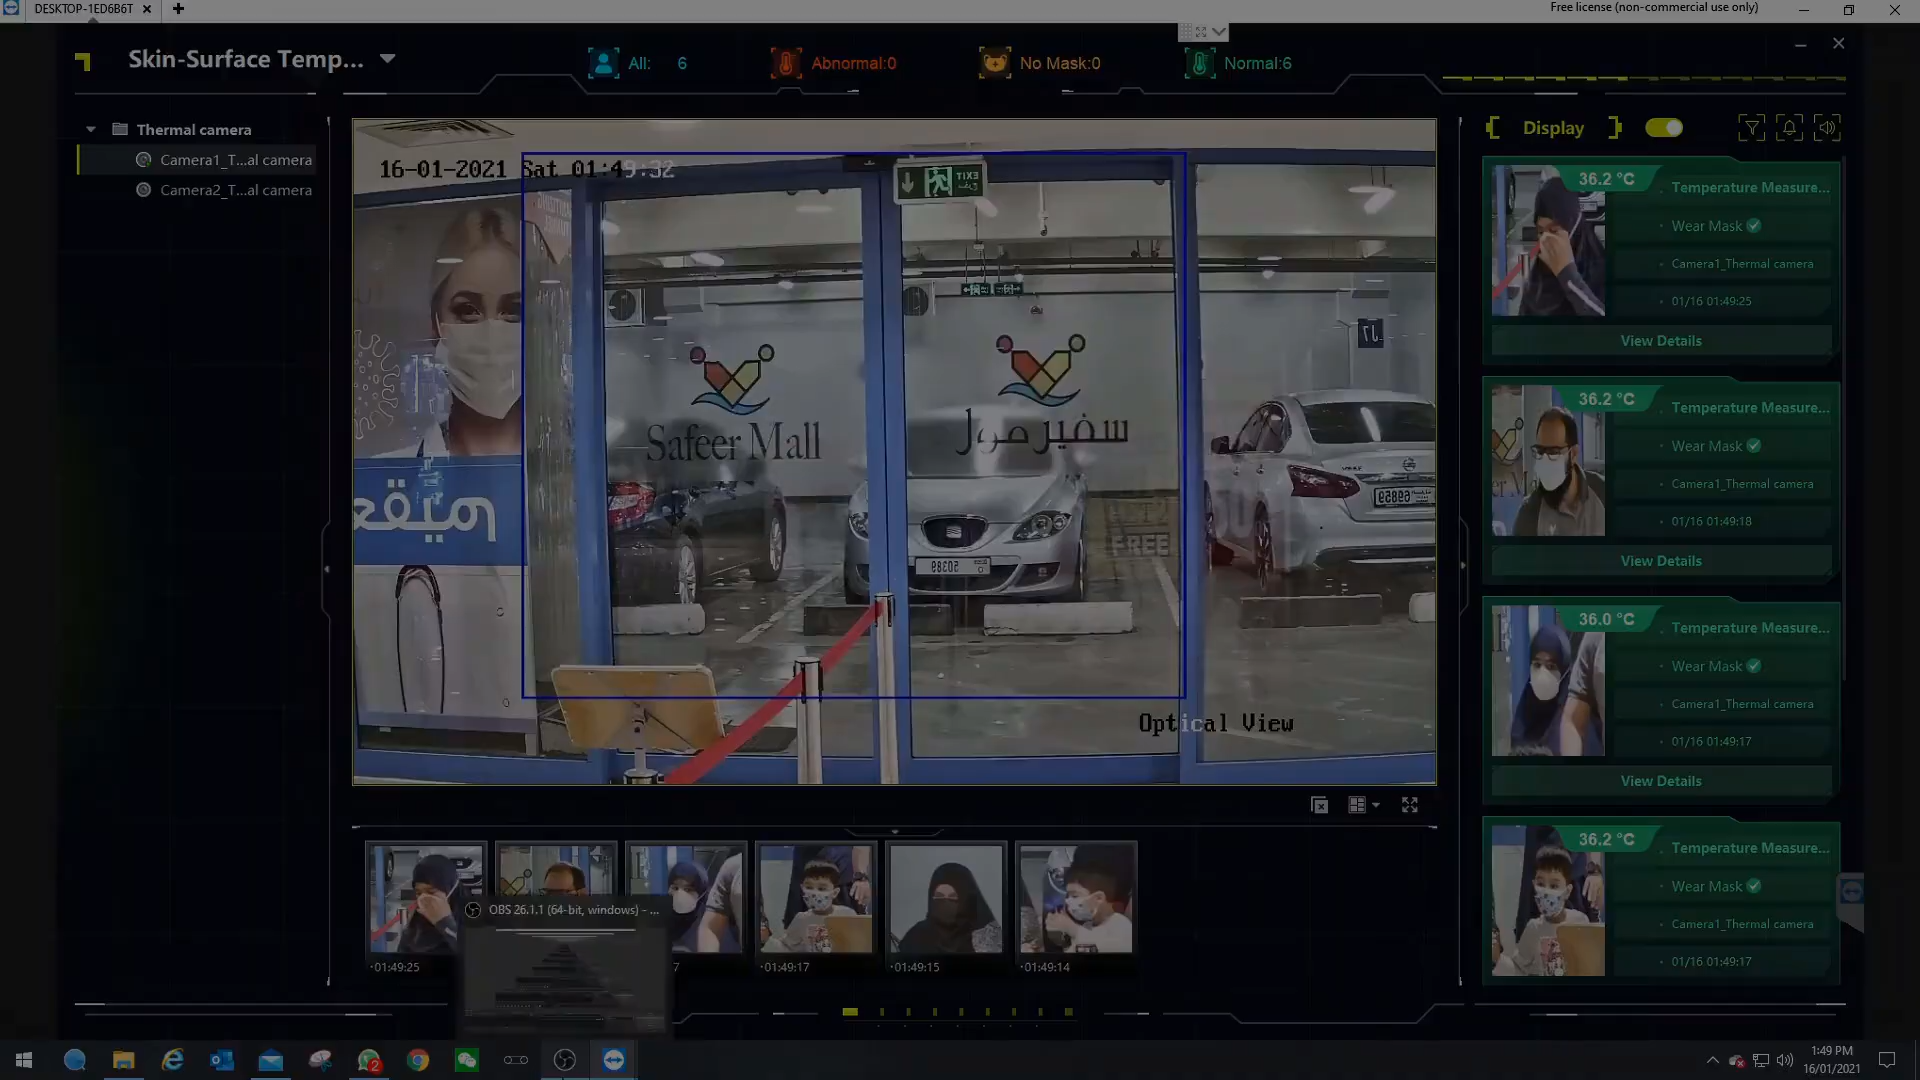 DESKTOP-1ED6B6T
Free license (non-commercial use only)
Skin-Surface Temp...
All: 6
Abnormal:0
No Mask:0
Normal:6
Thermal camera
Camera1_T...al camera
Camera2_T...al camera
16-01-2021 Sat 01:49:32
EXIT
Safeer Mall
سفير مول
FREE
Optical View
Display
36.2 °C
Temperature Measure...
Wear Mask
Camera1_Thermal camera
01/16 01:49:25
View Details
36.2 °C
Temperature Measure...
Wear Mask
Camera1_Thermal camera
01/16 01:49:18
View Details
36.0 °C
Temperature Measure...
Wear Mask
Camera1_Thermal camera
01/16 01:49:17
View Details
36.2 °C
Temperature Measure...
Wear Mask
Camera1_Thermal camera
01/16 01:49:17
OBS 26.1.1 (64-bit, windows) - ...
01:49:25
7
01:49:17
01:49:15
01:49:14
2
1:49 PM
16/01/2021